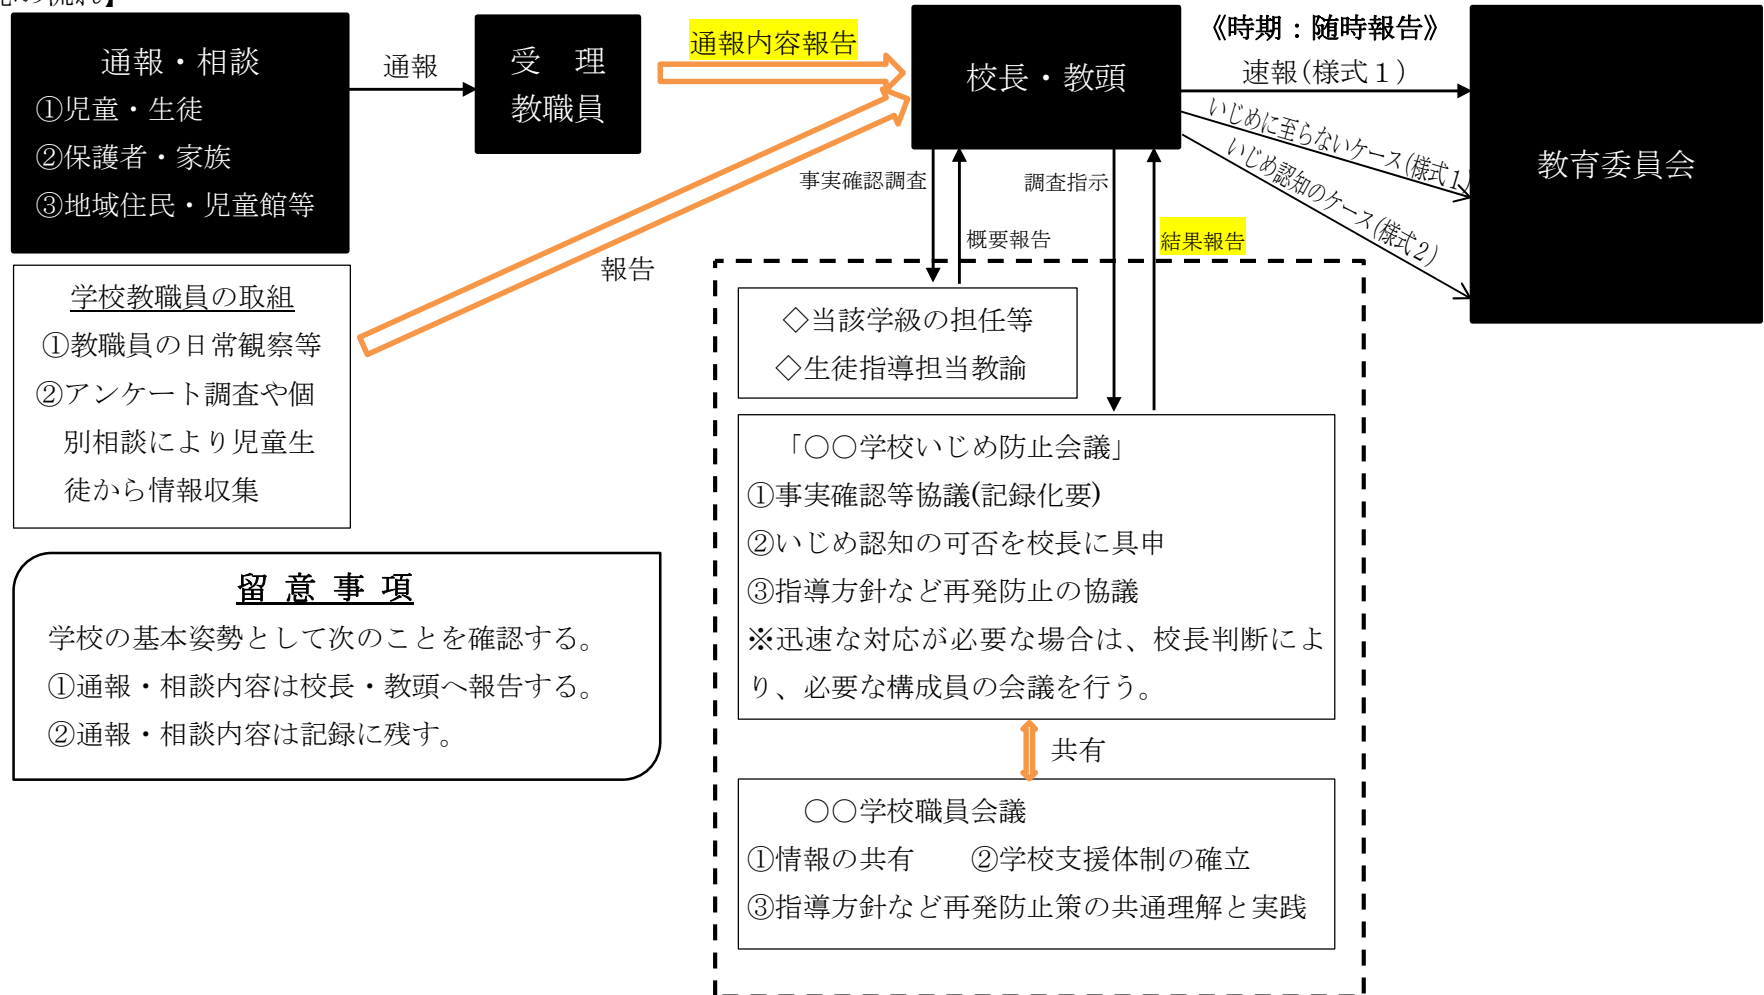 の流れ】
通報・相談
①児童・生徒
②保護者・家族
③地域住民・児童館等
通報
受　理
教職員
通報内容報告
校長・教頭
《時期：随時報告》
速報(様式１)
いじめに至らないケース(様式1)
いじめ認知のケース(様式2)
教育委員会
事実確認調査
概要報告
調査指示
結果報告
報告
学校教職員の取組
①教職員の日常観察等
②アンケート調査や個
別相談により児童生
徒から情報収集
◇当該学級の担任等
◇生徒指導担当教諭
「○○学校いじめ防止会議」
①事実確認等協議(記録化要)
②いじめ認知の可否を校長に具申
③指導方針など再発防止の協議
※迅速な対応が必要な場合は、校長判断によ
り、必要な構成員の会議を行う。
留 意 事 項
学校の基本姿勢として次のことを確認する。
①通報・相談内容は校長・教頭へ報告する。
②通報・相談内容は記録に残す。
共有
○○学校職員会議
①情報の共有　　②学校支援体制の確立
③指導方針など再発防止策の共通理解と実践